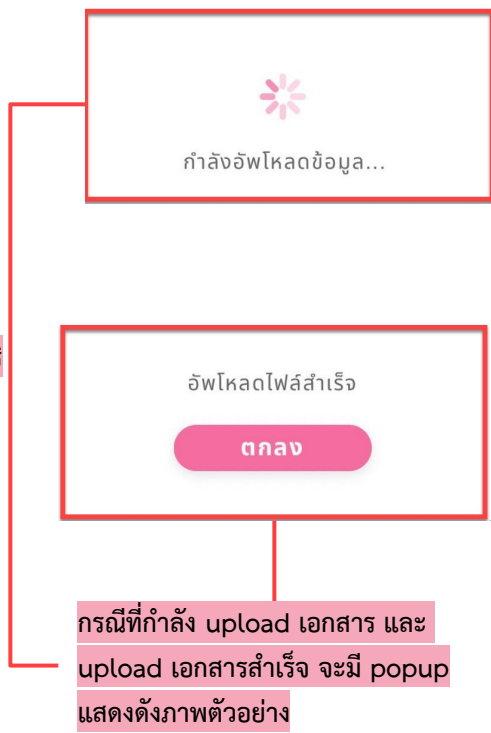 กำลังอัพโหลดข้อมูล...
อัพโหลดไฟล์สำเร็จ
ตกลง
กรณีที่กำลัง upload เอกสาร และ
upload เอกสารสำเร็จ จะมี popup
แสดงดังภาพตัวอย่าง